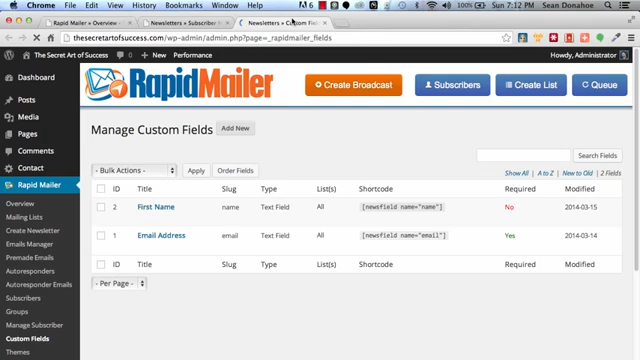 Chrome File Edit View History Bookmarks Window Help 6 100% Sun 7:12 PM Sean Donahoe
Rapid Mailer » Overview - Newsletters » Subscriber Newsletters » Custom Fields
thesecretartofsuccess.com/wp-admin/admin.php?page=_rapidmailer_fields
The Secret Art of Success New Performance Howdy, Administrator
Dashboard
Posts
Media
Pages
Comments
Contact
Rapid Mailer
Overview
Mailing Lists
Create Newsletter
Emails Manager
Premade Emails
Autoresponders
Autoresponder Emails
Subscribers
Groups
Manage Subscriber
Custom Fields
Themes
RapidMailer Create Broadcast Subscribers Create List Queue
Manage Custom Fields Add New
Search Fields
- Bulk Actions - Apply Order Fields Show All | A to Z | New to Old | 2 Fields
ID Title Slug Type List(s) Shortcode Required Modified
2 First Name name Text Field All [newsfield name="name"] No 2014-03-15
1 Email Address email Text Field All [newsfield name="email"] Yes 2014-03-14
ID Title Slug Type List(s) Shortcode Required Modified
- Per Page -